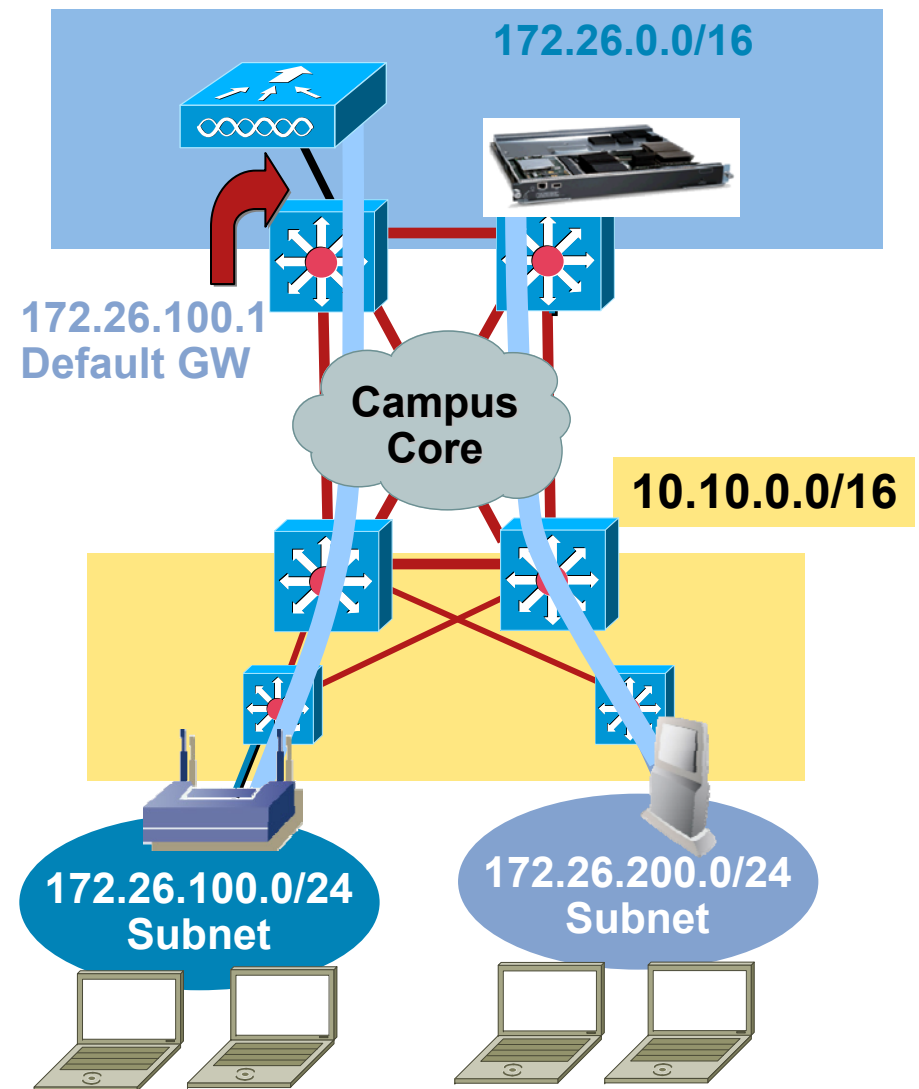 172.26.0.0/16
172.26.100.1
Default GW
Campus
Core
10.10.0.0/16
172.26.100.0/24
Subnet
172.26.200.0/24
Subnet